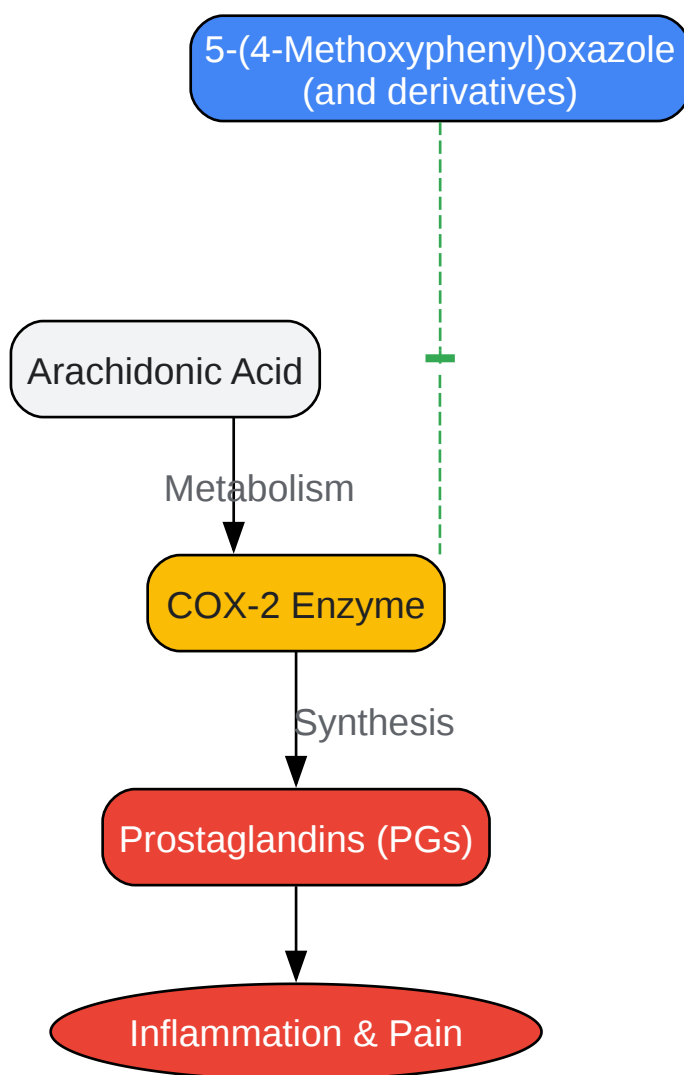 5-(4-Methoxyphenyl)oxazole
(and derivatives)
Arachidonic Acid
Metabolism
COX-2 Enzyme
Synthesis
Prostaglandins (PGs)
Inflammation & Pain